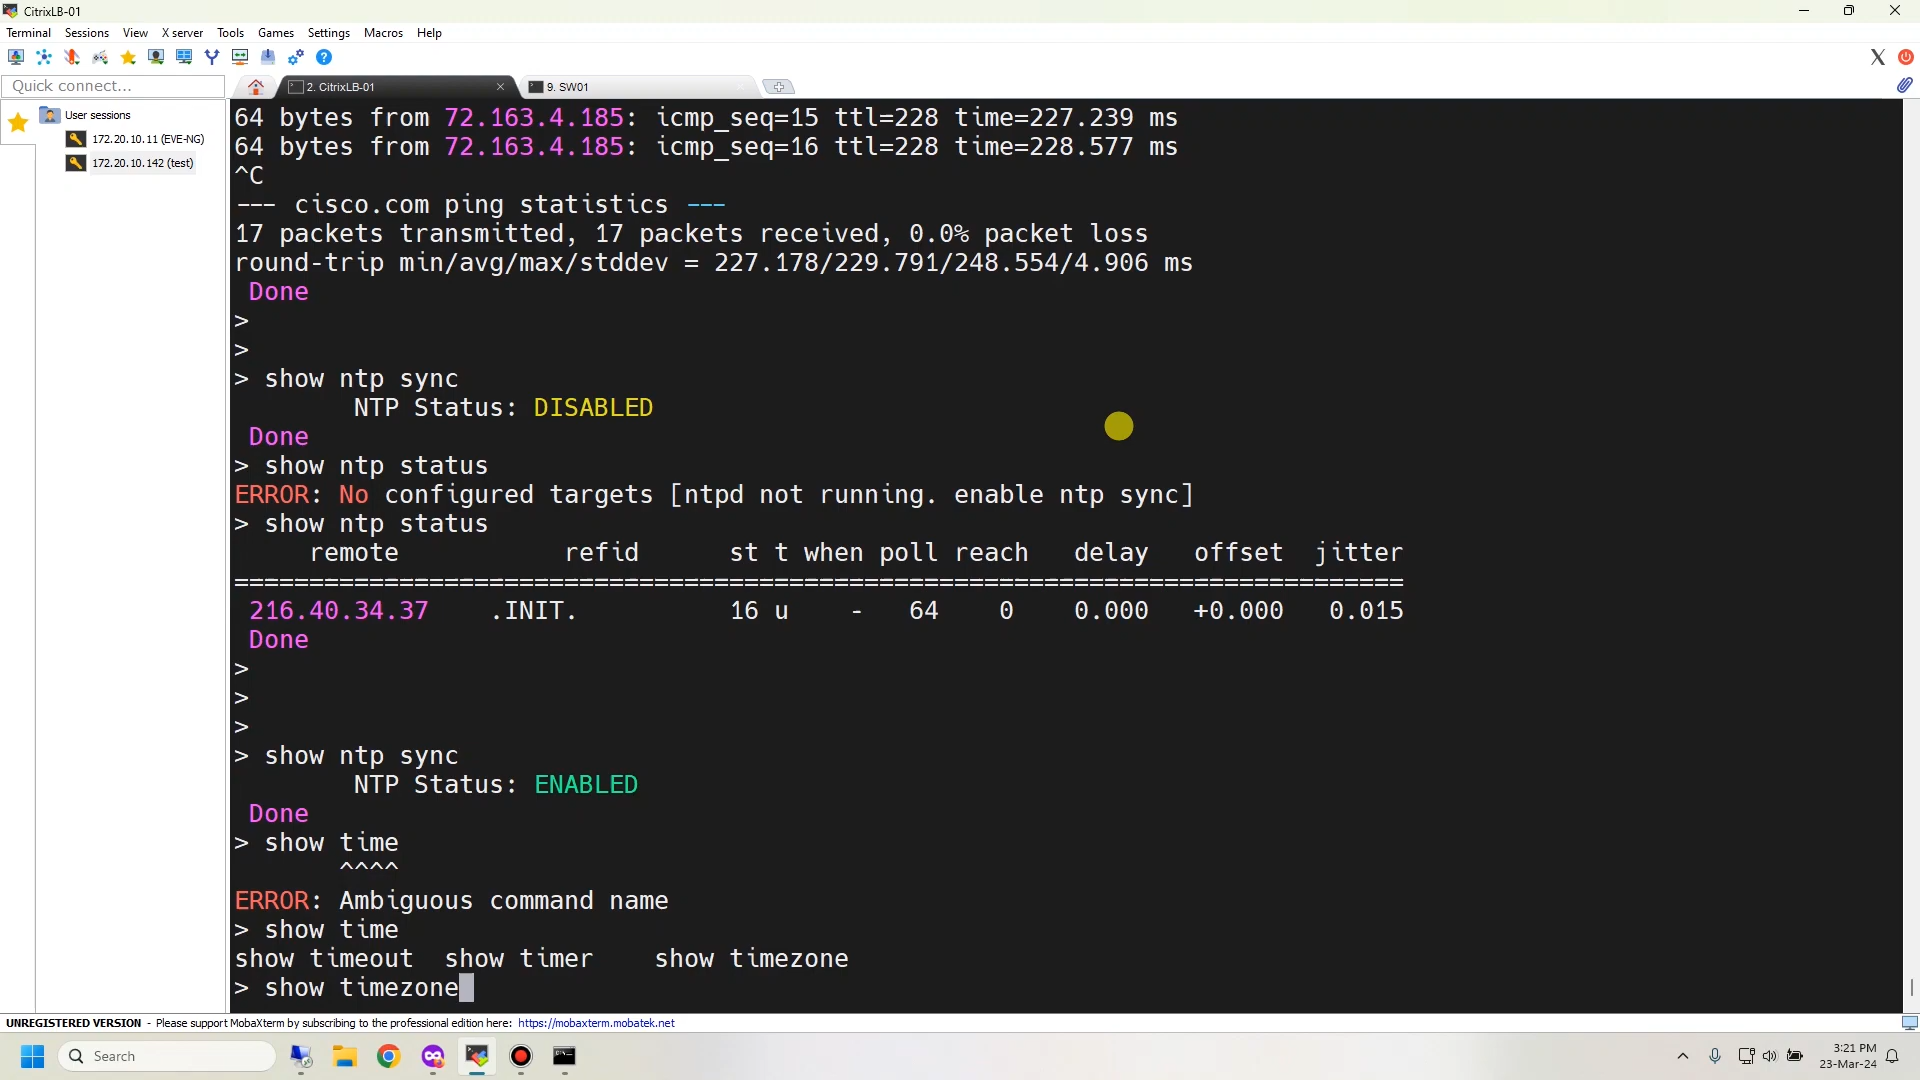 CitrixLB-01
Terminal Sessions View X server Tools Games Settings Macros Help
Quick connect...
2. CitrixLB-01
9. SW01
User sessions
172.20.10.11 (EVE-NG)
172.20.10.142 (test)
64 bytes from 72.163.4.185: icmp_seq=15 ttl=228 time=227.239 ms
64 bytes from 72.163.4.185: icmp_seq=16 ttl=228 time=228.577 ms
^C
--- cisco.com ping statistics ---
17 packets transmitted, 17 packets received, 0.0% packet loss
round-trip min/avg/max/stddev = 227.178/229.791/248.554/4.906 ms
Done
>
>
> show ntp sync
NTP Status: DISABLED
Done
> show ntp status
ERROR: No configured targets [ntpd not running. enable ntp sync]
> show ntp status
remote refid st t when poll reach delay offset jitter
==============================================================================
216.40.34.37 .INIT. 16 u - 64 0 0.000 +0.000 0.015
Done
>
>
>
> show ntp sync
NTP Status: ENABLED
Done
> show time
^^^^
ERROR: Ambiguous command name
> show time
show timeout show timer show timezone
> show timezone
UNREGISTERED VERSION - Please support MobaXterm by subscribing to the professional edition here: https://mobaxterm.mobatek.net
Search
3:21 PM
23-Mar-24